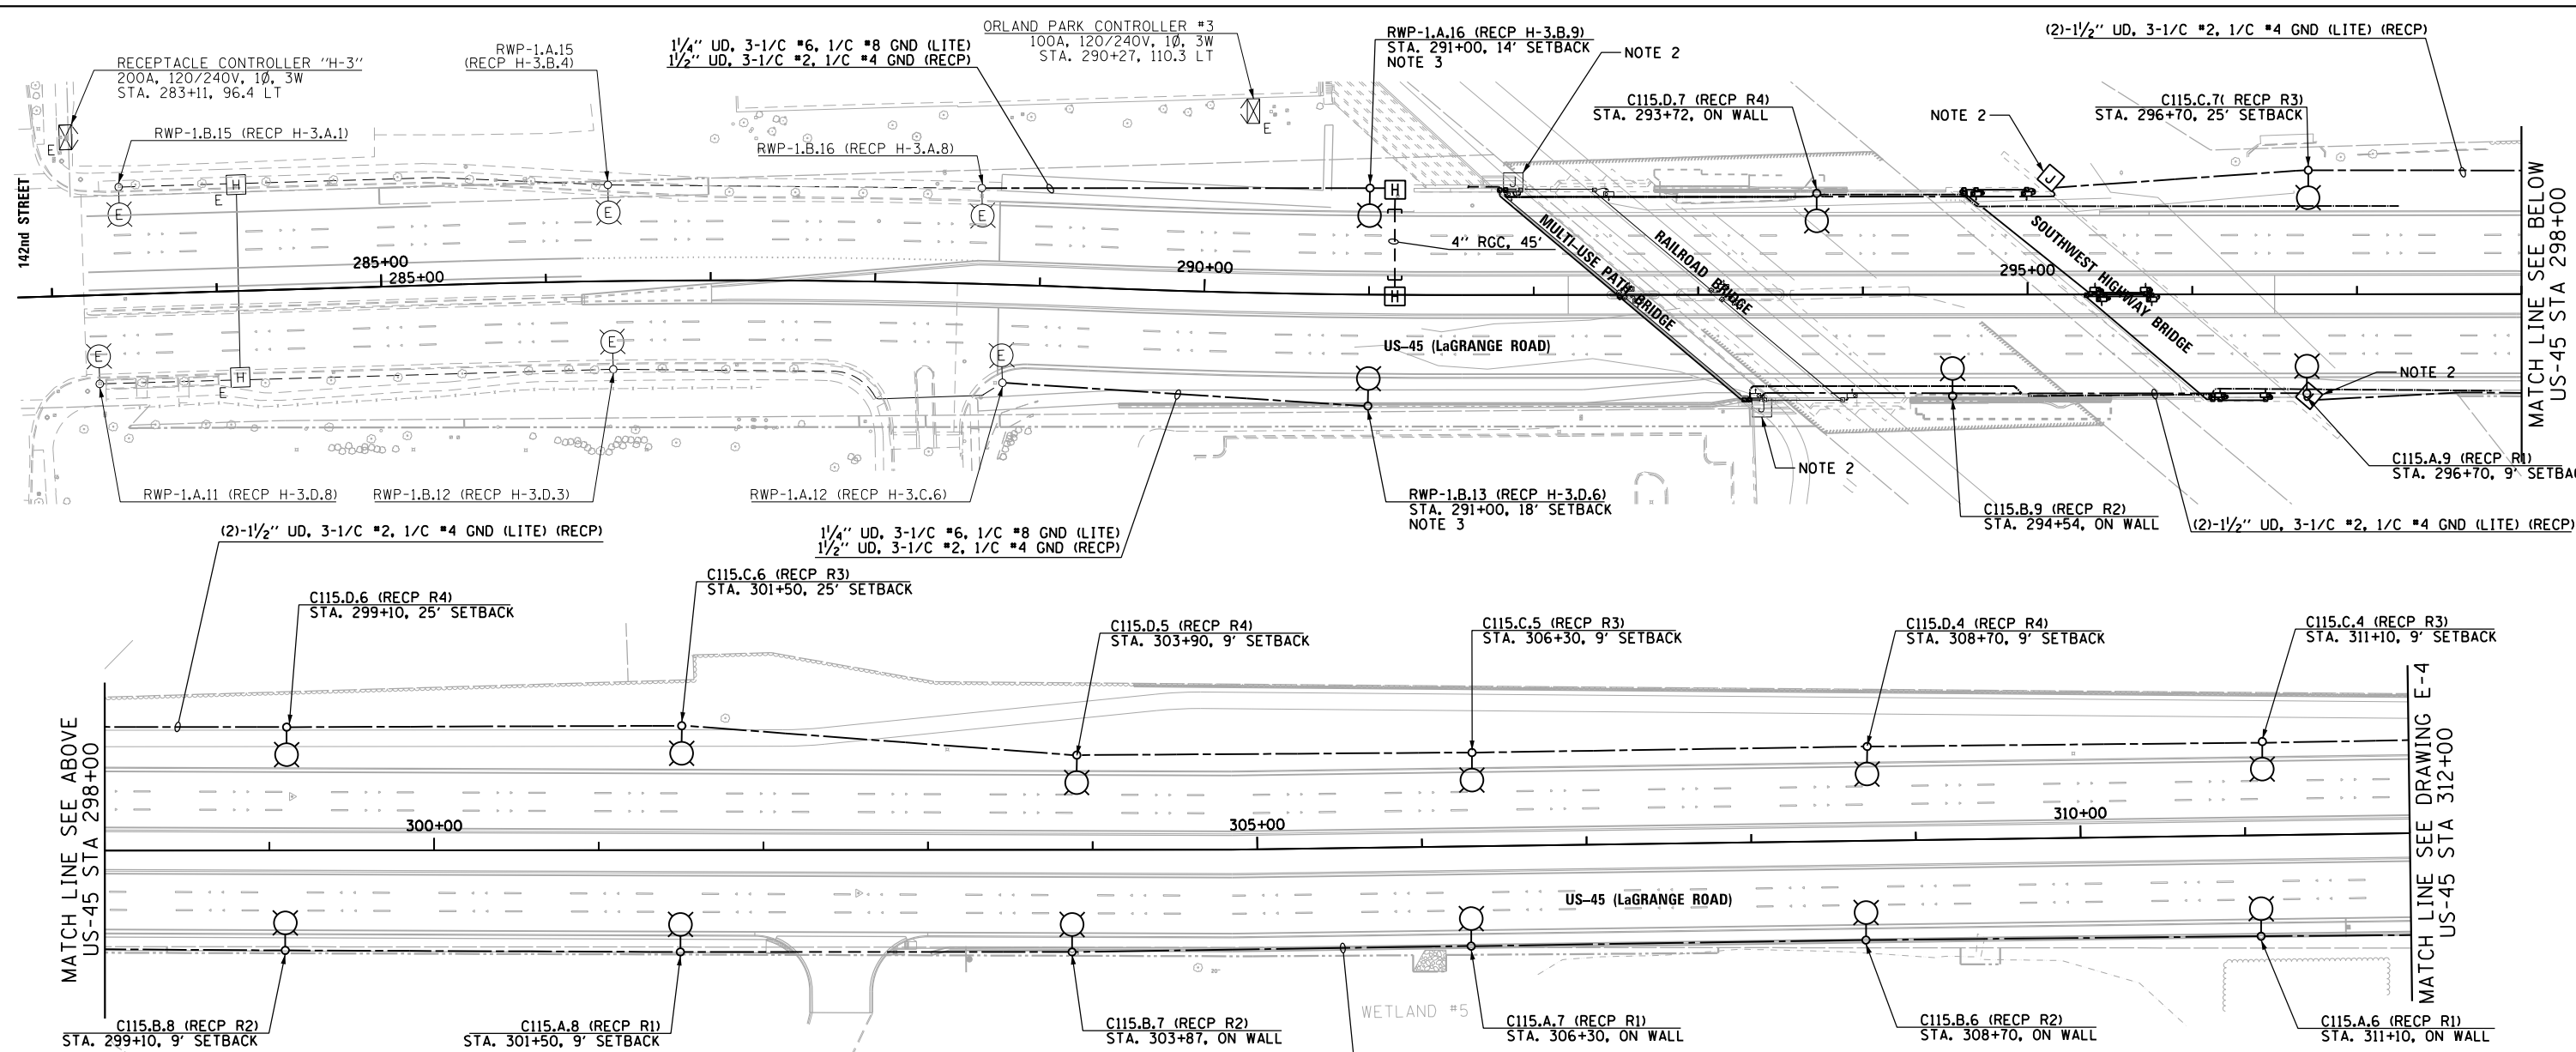 RECEPTACLE CONTROLLER "H-3"
200A, 120/240V, 1Ø, 3W
STA. 283+11, 96.4 LT
RWP-1.A.15
(RECP H-3.B.4)
1¼" UD, 3-1/C #6, 1/C #8 GND (LITE)
1½" UD, 3-1/C #2, 1/C #4 GND (RECP)
ORLAND PARK CONTROLLER #3
100A, 120/240V, 1Ø, 3W
STA. 290+27, 110.3 LT
RWP-1.A.16 (RECP H-3.B.9)
STA. 291+00, 14' SETBACK
NOTE 3
NOTE 2
(2)-1½" UD, 3-1/C #2, 1/C #4 GND (LITE) (RECP)
C115.D.7 (RECP R4)
STA. 293+72, ON WALL
NOTE 2
C115.C.7( RECP R3)
STA. 296+70, 25' SETBACK
RWP-1.B.15 (RECP H-3.A.1)
RWP-1.B.16 (RECP H-3.A.8)
E
E
E
E
E
E
H
H
J
J
142nd STREET
4" RGC, 45'
MULTI-USE PATH BRIDGE
RAILROAD BRIDGE
SOUTHWEST HIGHWAY BRIDGE
285+00
285+00
290+00
295+00
H
US-45 (LaGRANGE ROAD)
MATCH LINE SEE BELOW
US-45 STA 298+00
E
E
E
H
E
J
NOTE 2
NOTE 2
RWP-1.A.11 (RECP H-3.D.8)
RWP-1.B.12 (RECP H-3.D.3)
RWP-1.A.12 (RECP H-3.C.6)
RWP-1.B.13 (RECP H-3.D.6)
STA. 291+00, 18' SETBACK
NOTE 3
C115.A.9 (RECP R1)
STA. 296+70, 9' SETBA
C115.B.9 (RECP R2)
STA. 294+54, ON WALL
(2)-1½" UD, 3-1/C #2, 1/C #4 GND (LITE) (RECP)
(2)-1½" UD, 3-1/C #2, 1/C #4 GND (LITE) (RECP)
1¼" UD, 3-1/C #6, 1/C #8 GND (LITE)
1½" UD, 3-1/C #2, 1/C #4 GND (RECP)
C115.D.6 (RECP R4)
STA. 299+10, 25' SETBACK
C115.C.6 (RECP R3)
STA. 301+50, 25' SETBACK
C115.D.5 (RECP R4)
STA. 303+90, 9' SETBACK
C115.C.5 (RECP R3)
STA. 306+30, 9' SETBACK
C115.D.4 (RECP R4)
STA. 308+70, 9' SETBACK
C115.C.4 (RECP R3)
STA. 311+10, 9' SETBACK
MATCH LINE SEE ABOVE
US-45 STA 298+00
300+00
305+00
310+00
US-45 (LaGRANGE ROAD)
MATCH LINE SEE DRAWING E-4
US-45 STA 312+00
WETLAND #5
C115.B.8 (RECP R2)
STA. 299+10, 9' SETBACK
C115.A.8 (RECP R1)
STA. 301+50, 9' SETBACK
C115.B.7 (RECP R2)
STA. 303+87, ON WALL
C115.A.7 (RECP R1)
STA. 306+30, ON WALL
C115.B.6 (RECP R2)
STA. 308+70, ON WALL
C115.A.6 (RECP R1)
STA. 311+10, ON WALL